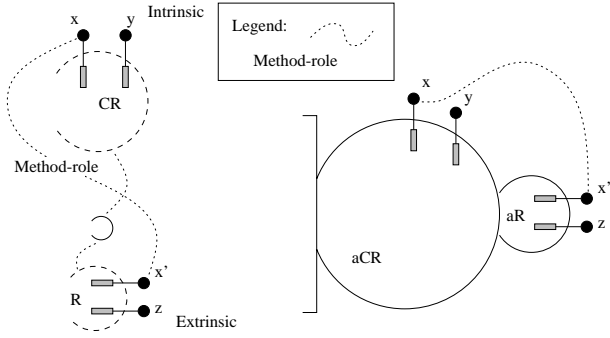 x
y
Intrinsic
CR
Method-role
R
x'
z
Extrinsic
Legend:
Method-role
x
y
aCR
aR
x'
z